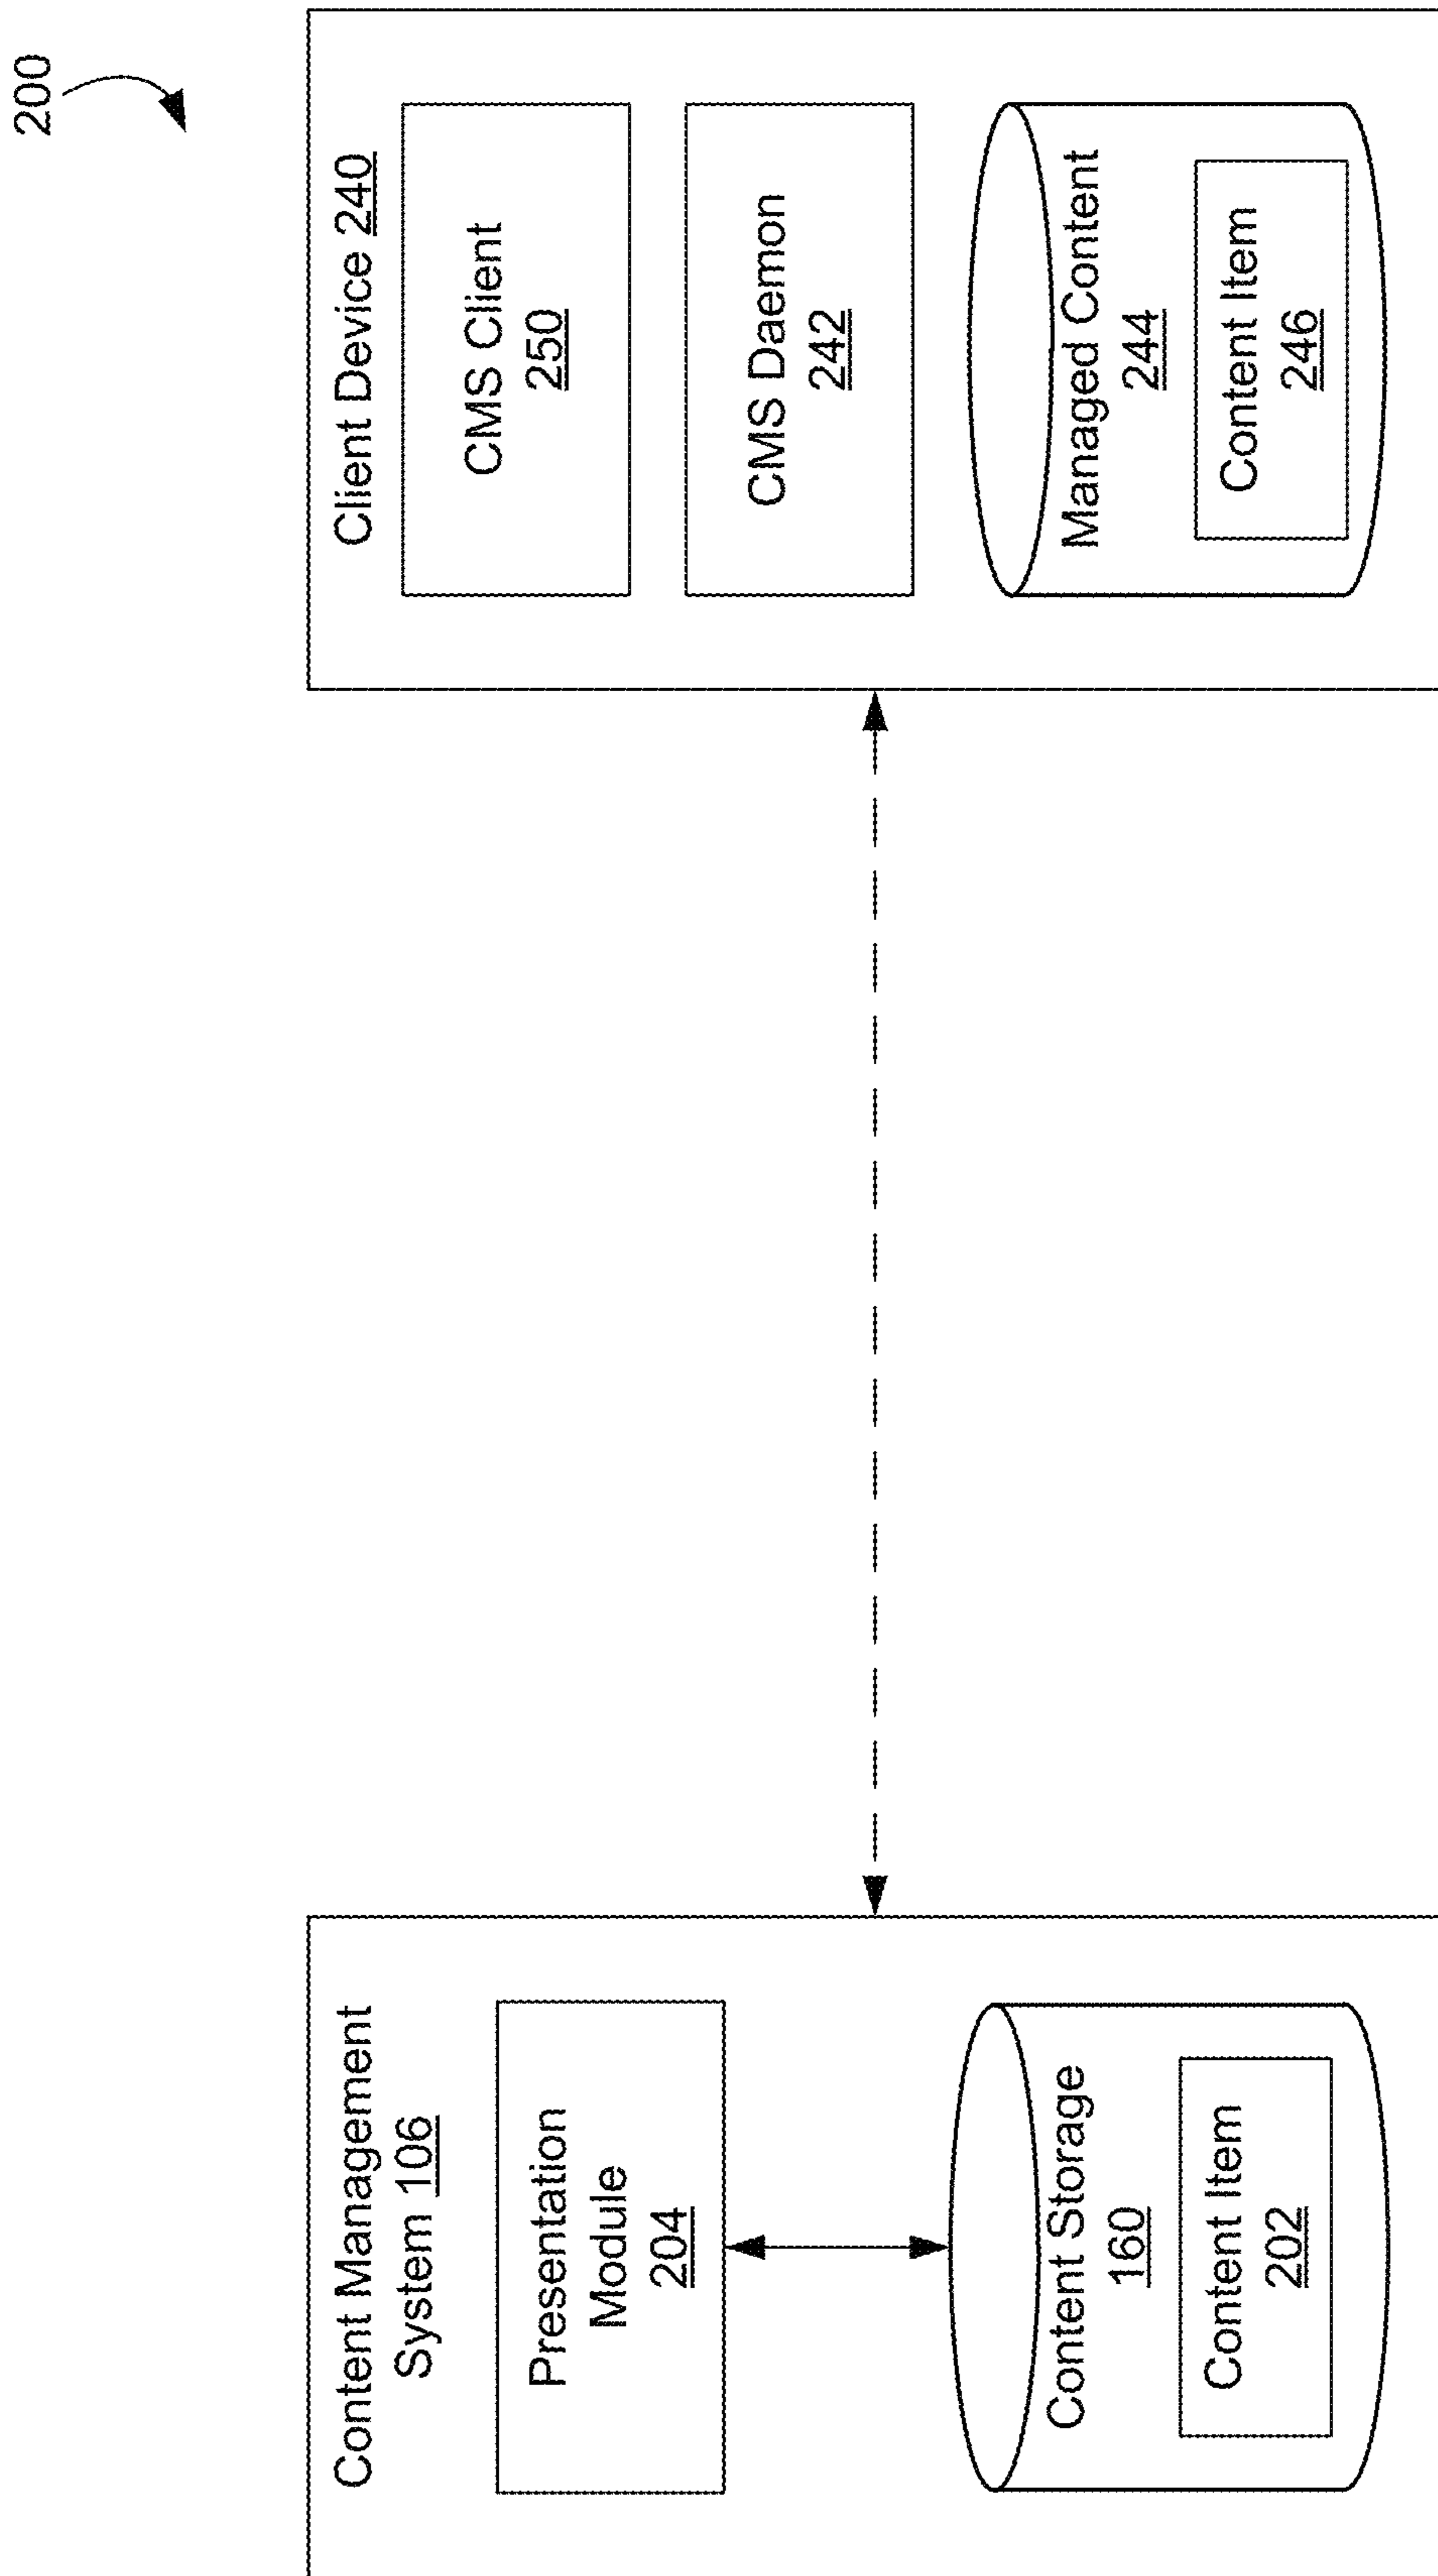 200
Content Management
System 106
Presentation
Module
204
Content Storage
160
Content Item
202
Client Device 240
CMS Client
250
CMS Daemon
242
Managed Content
244
Content Item
246